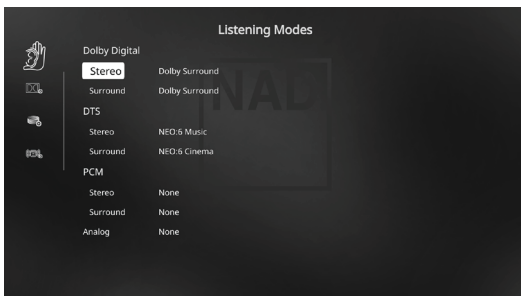 Listening Modes
Dolby Digital
Stereo Dolby Surround
Surround Dolby Surround
DTS
Stereo NEO:6 Music
Surround NEO:6 Cinema
PCM
Stereo None
Surround None
Analog None
NAD